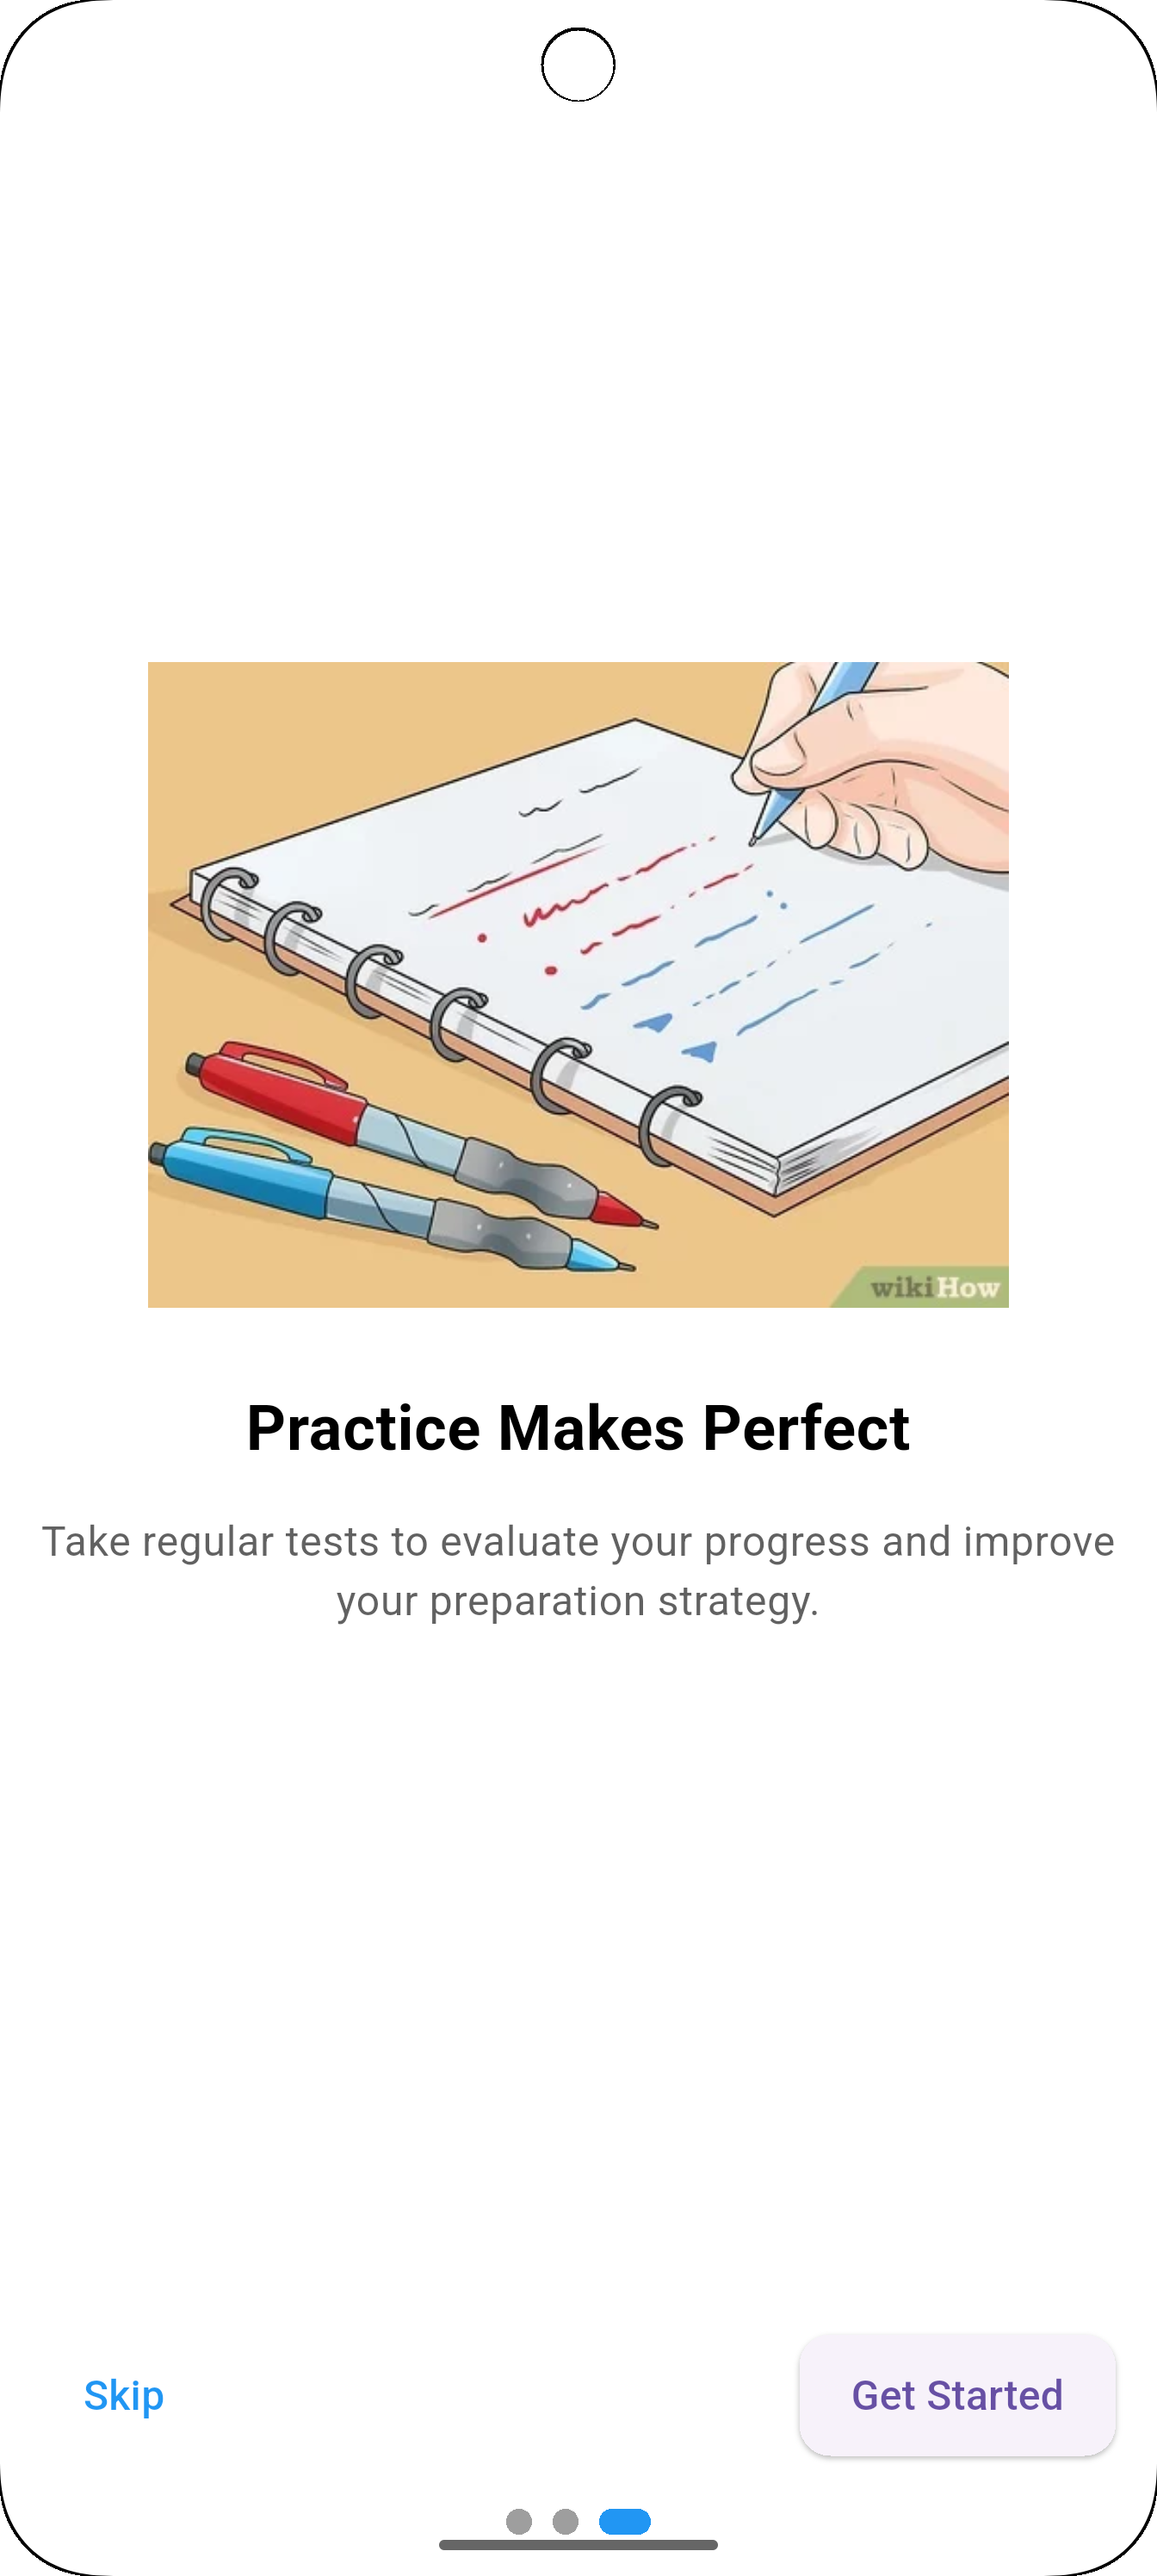 wikiHow
Practice Makes Perfect
Take regular tests to evaluate your progress and improve
your preparation strategy.
Skip
Get Started